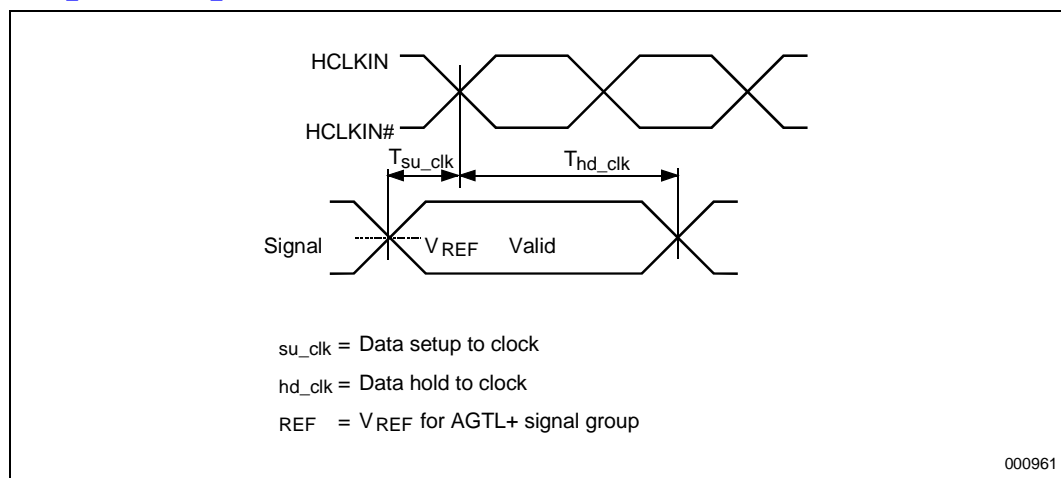 HCLKIN
HCLKIN#
Tsu_clk
Thd_clk
Signal
VREF
Valid
su_clk = Data setup to clock
hd_clk = Data hold to clock
REF = VREF for AGTL+ signal group
000961